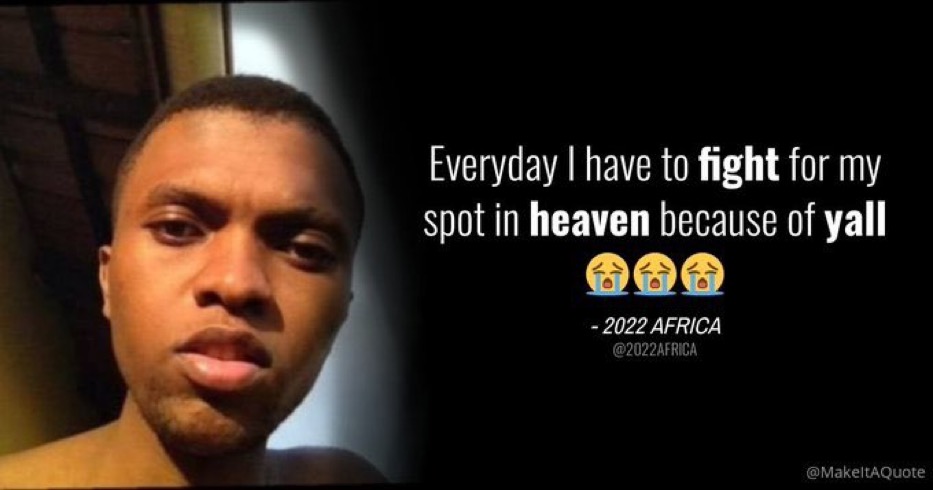 Everyday I have to fight for my
spot in heaven because of yall
😭😭😭
- 2022 AFRICA
@2022AFRICA
@MakeItAQuote